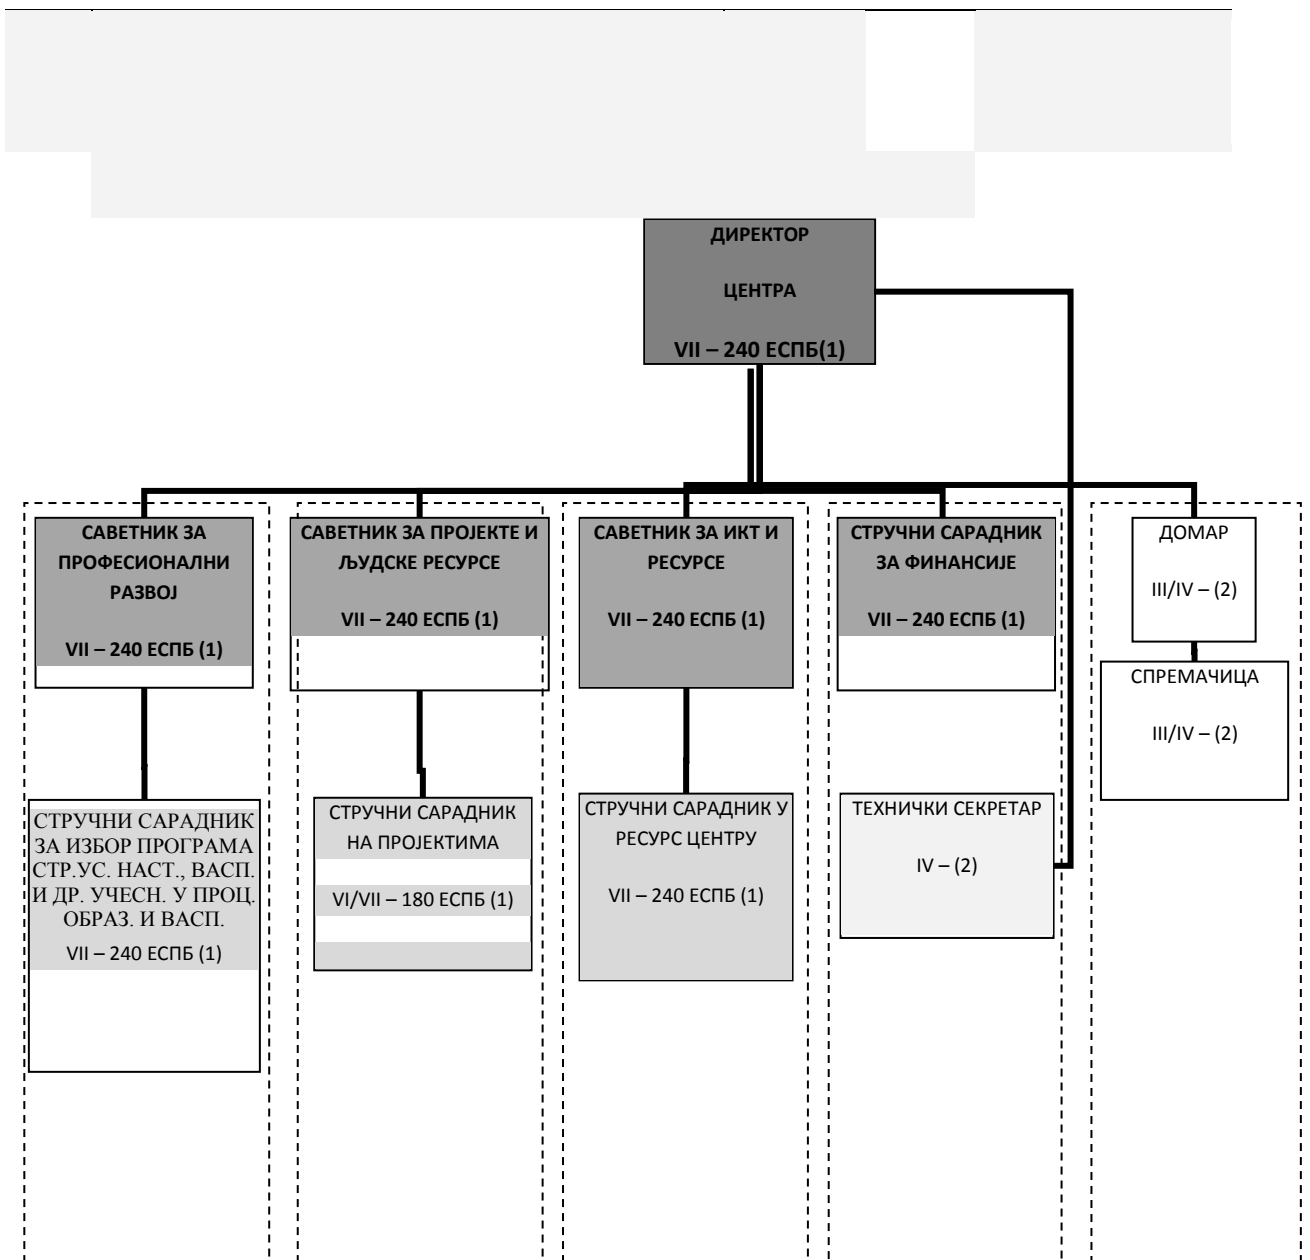 ДИРЕКТОР
ЦЕНТРА
VII – 240 ЕСПБ(1)
САВЕТНИК ЗА
ПРОФЕСИОНАЛНИ
РАЗВОЈ
VII – 240 ЕСПБ (1)
САВЕТНИК ЗА ПРОЈЕКТЕ И
ЉУДСКЕ РЕСУРСЕ
VII – 240 ЕСПБ (1)
САВЕТНИК ЗА ИКТ И
РЕСУРСЕ
VII – 240 ЕСПБ (1)
СТРУЧНИ САРАДНИК
ЗА ФИНАНСИЈЕ
VII – 240 ЕСПБ (1)
ДОМАР
III/IV – (2)
СПРЕМАЧИЦА
III/IV – (2)
СТРУЧНИ САРАДНИК
ЗА ИЗБОР ПРОГРАМА
СТР.УС. НАСТ., ВАСП.
И ДР. УЧЕСН. У ПРОЦ.
ОБРАЗ. И ВАСП.
VII – 240 ЕСПБ (1)
СТРУЧНИ САРАДНИК
НА ПРОЈЕКТИМА
VI/VII – 180 ЕСПБ (1)
СТРУЧНИ САРАДНИК У
РЕСУРС ЦЕНТРУ
VII – 240 ЕСПБ (1)
ТЕХНИЧКИ СЕКРЕТАР
IV – (2)